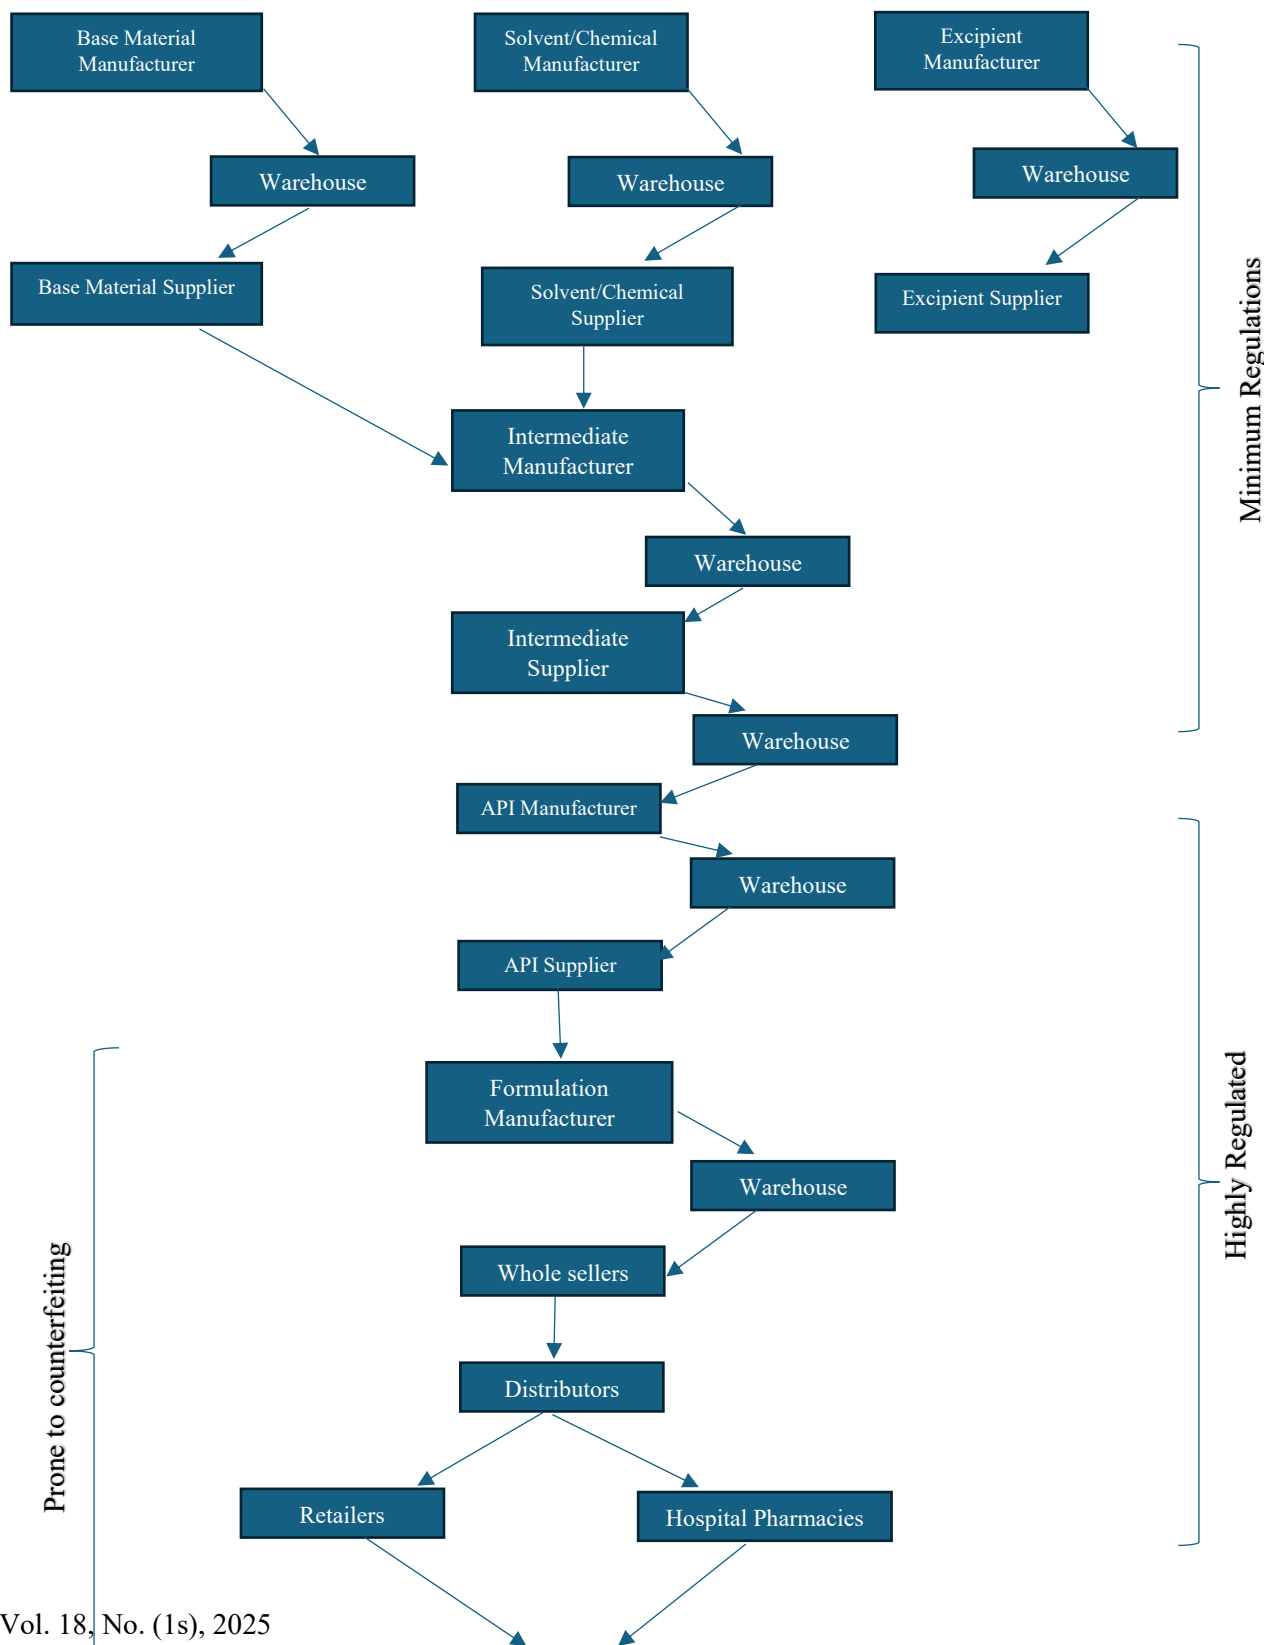 Base Material
Manufacturer
Solvent/Chemical
Manufacturer
Excipient
Manufacturer
Warehouse
Warehouse
Warehouse
Base Material Supplier
Solvent/Chemical
Supplier
Excipient Supplier
Minimum Regulations
Intermediate
Manufacturer
Warehouse
Intermediate
Supplier
Warehouse
API Manufacturer
Warehouse
API Supplier
Formulation
Manufacturer
Warehouse
Highly Regulated
Whole sellers
Prone to counterfeiting
Distributors
Retailers
Hospital Pharmacies
Vol. 18, No. (1s), 2025